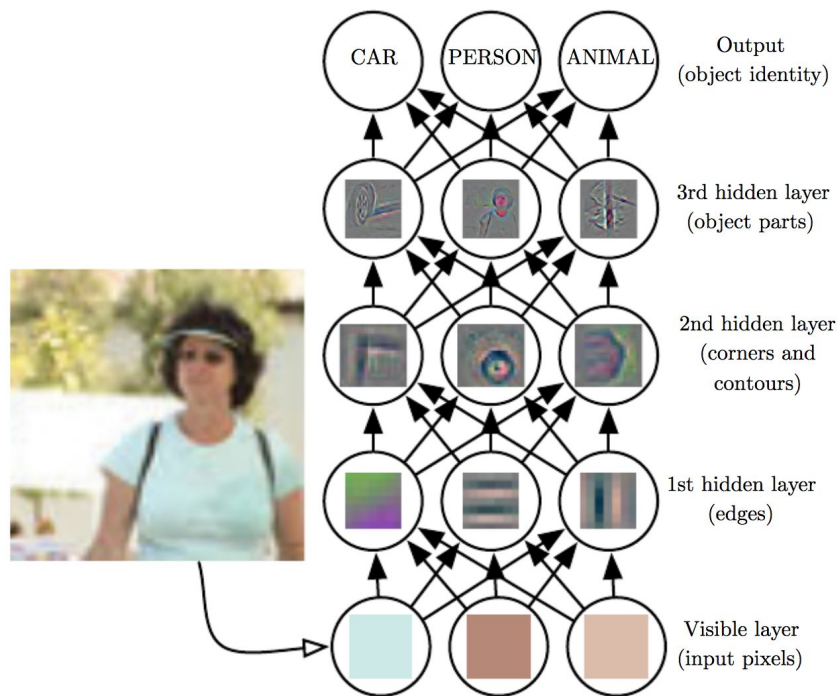 CAR
PERSON
ANIMAL
Output
(object identity)
3rd hidden layer
(object parts)
2nd hidden layer
(corners and
contours)
1st hidden layer
(edges)
Visible layer
(input pixels)